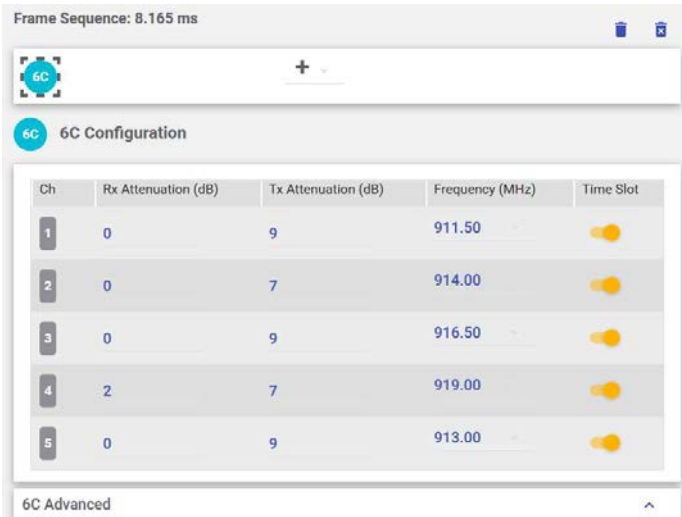 Frame Sequence: 8.165 ms
6C +
6C 6C Configuration
Ch Rx Attenuation (dB) Tx Attenuation (dB) Frequency (MHz) Time Slot
1 0 9 911.50
2 0 7 914.00
3 0 9 916.50
4 2 7 919.00
5 0 9 913.00
6C Advanced